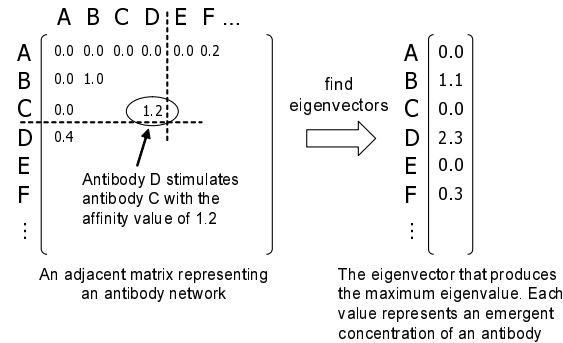 A B C D E F ...
A 0.0 0.0 0.0 0.0 0.0 0.2
B 0.0 1.0
C 0.0 1.2
D 0.4
E
F
⋮
Antibody D stimulates
antibody C with the
affinity value of 1.2
An adjacent matrix representing
an antibody network
find
eigenvectors
A 0.0
B 1.1
C 0.0
D 2.3
E 0.0
F 0.3
⋮
The eigenvector that produces
the maximum eigenvalue. Each
value represents an emergent
concentration of an antibody